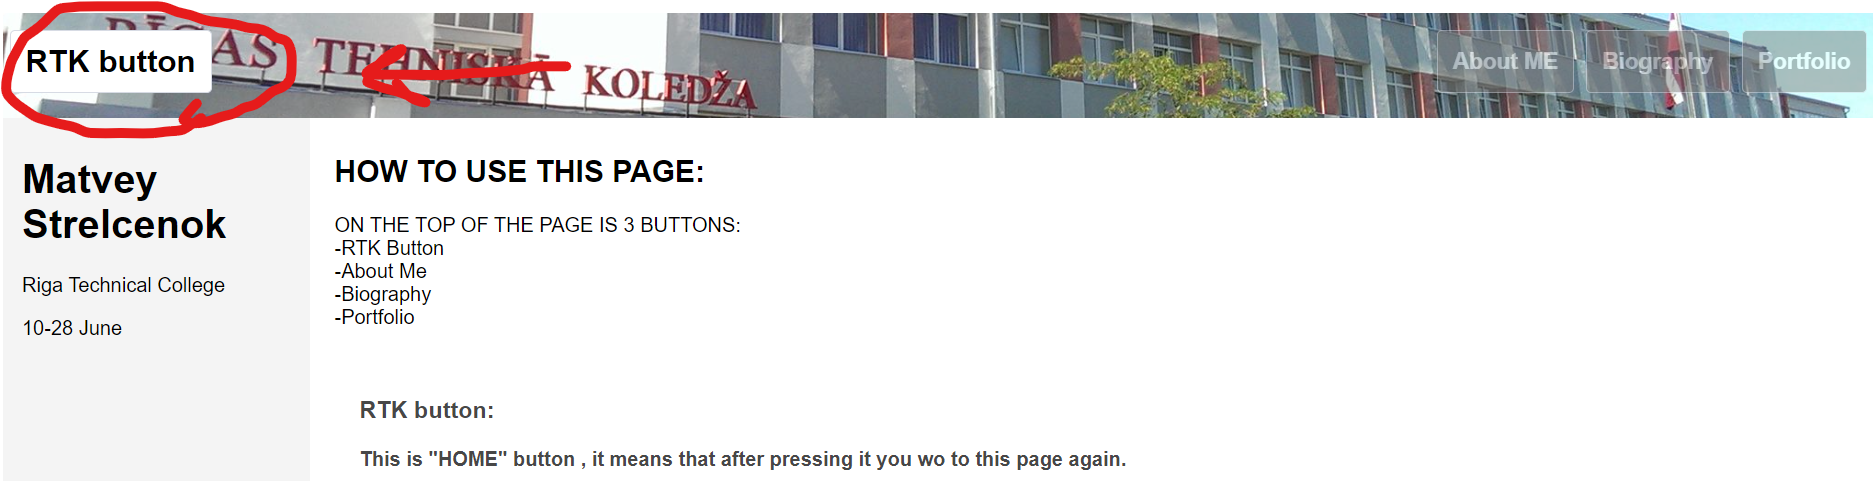 RĪGAS TEHNISKĀ KOLEDŽA
RTK button
About ME
Biography
Portfolio
Matvey
Strelcenok
Riga Technical College
10-28 June
HOW TO USE THIS PAGE:
ON THE TOP OF THE PAGE IS 3 BUTTONS:
-RTK Button
-About Me
-Biography
-Portfolio
RTK button:
This is "HOME" button , it means that after pressing it you wo to this page again.